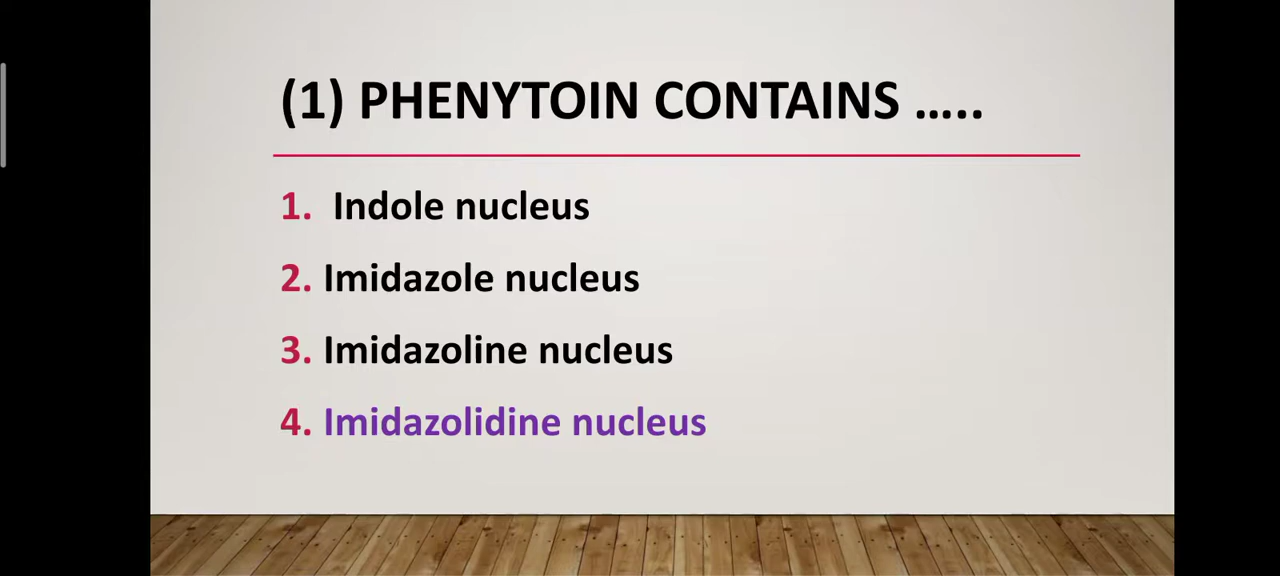 (1) PHENYTOIN CONTAINS …..
1. Indole nucleus
2. Imidazole nucleus
3. Imidazoline nucleus
4. Imidazolidine nucleus